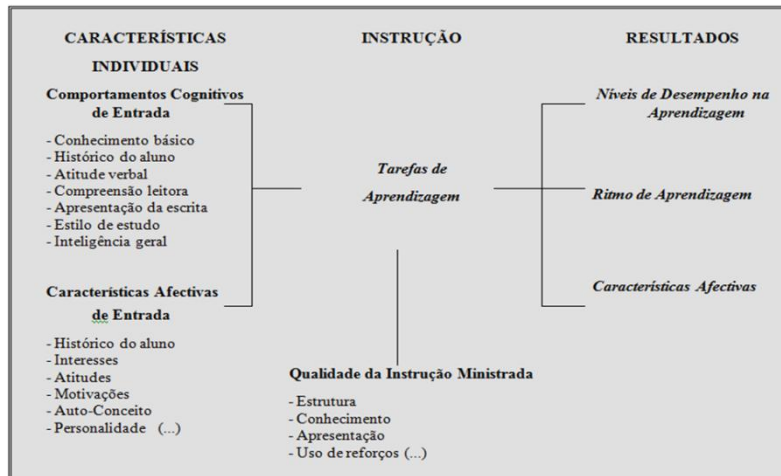 CARACTERÍSTICAS
INDIVIDUAIS
Comportamentos Cognitivos
de Entrada
- Conhecimento básico
- Histórico do aluno
- Atitude verbal
- Compreensão leitora
- Apresentação da escrita
- Estilo de estudo
- Inteligência geral
Características Afectivas
de Entrada
- Histórico do aluno
- Interesses
- Atitudes
- Motivações
- Auto-Conceito
- Personalidade (...)
INSTRUÇÃO
Tarefas de
Aprendizagem
Qualidade da Instrução Ministrada
- Estrutura
- Conhecimento
- Apresentação
- Uso de reforços (...)
RESULTADOS
Níveis de Desempenho na
Aprendizagem
Ritmo de Aprendizagem
Características Afectivas